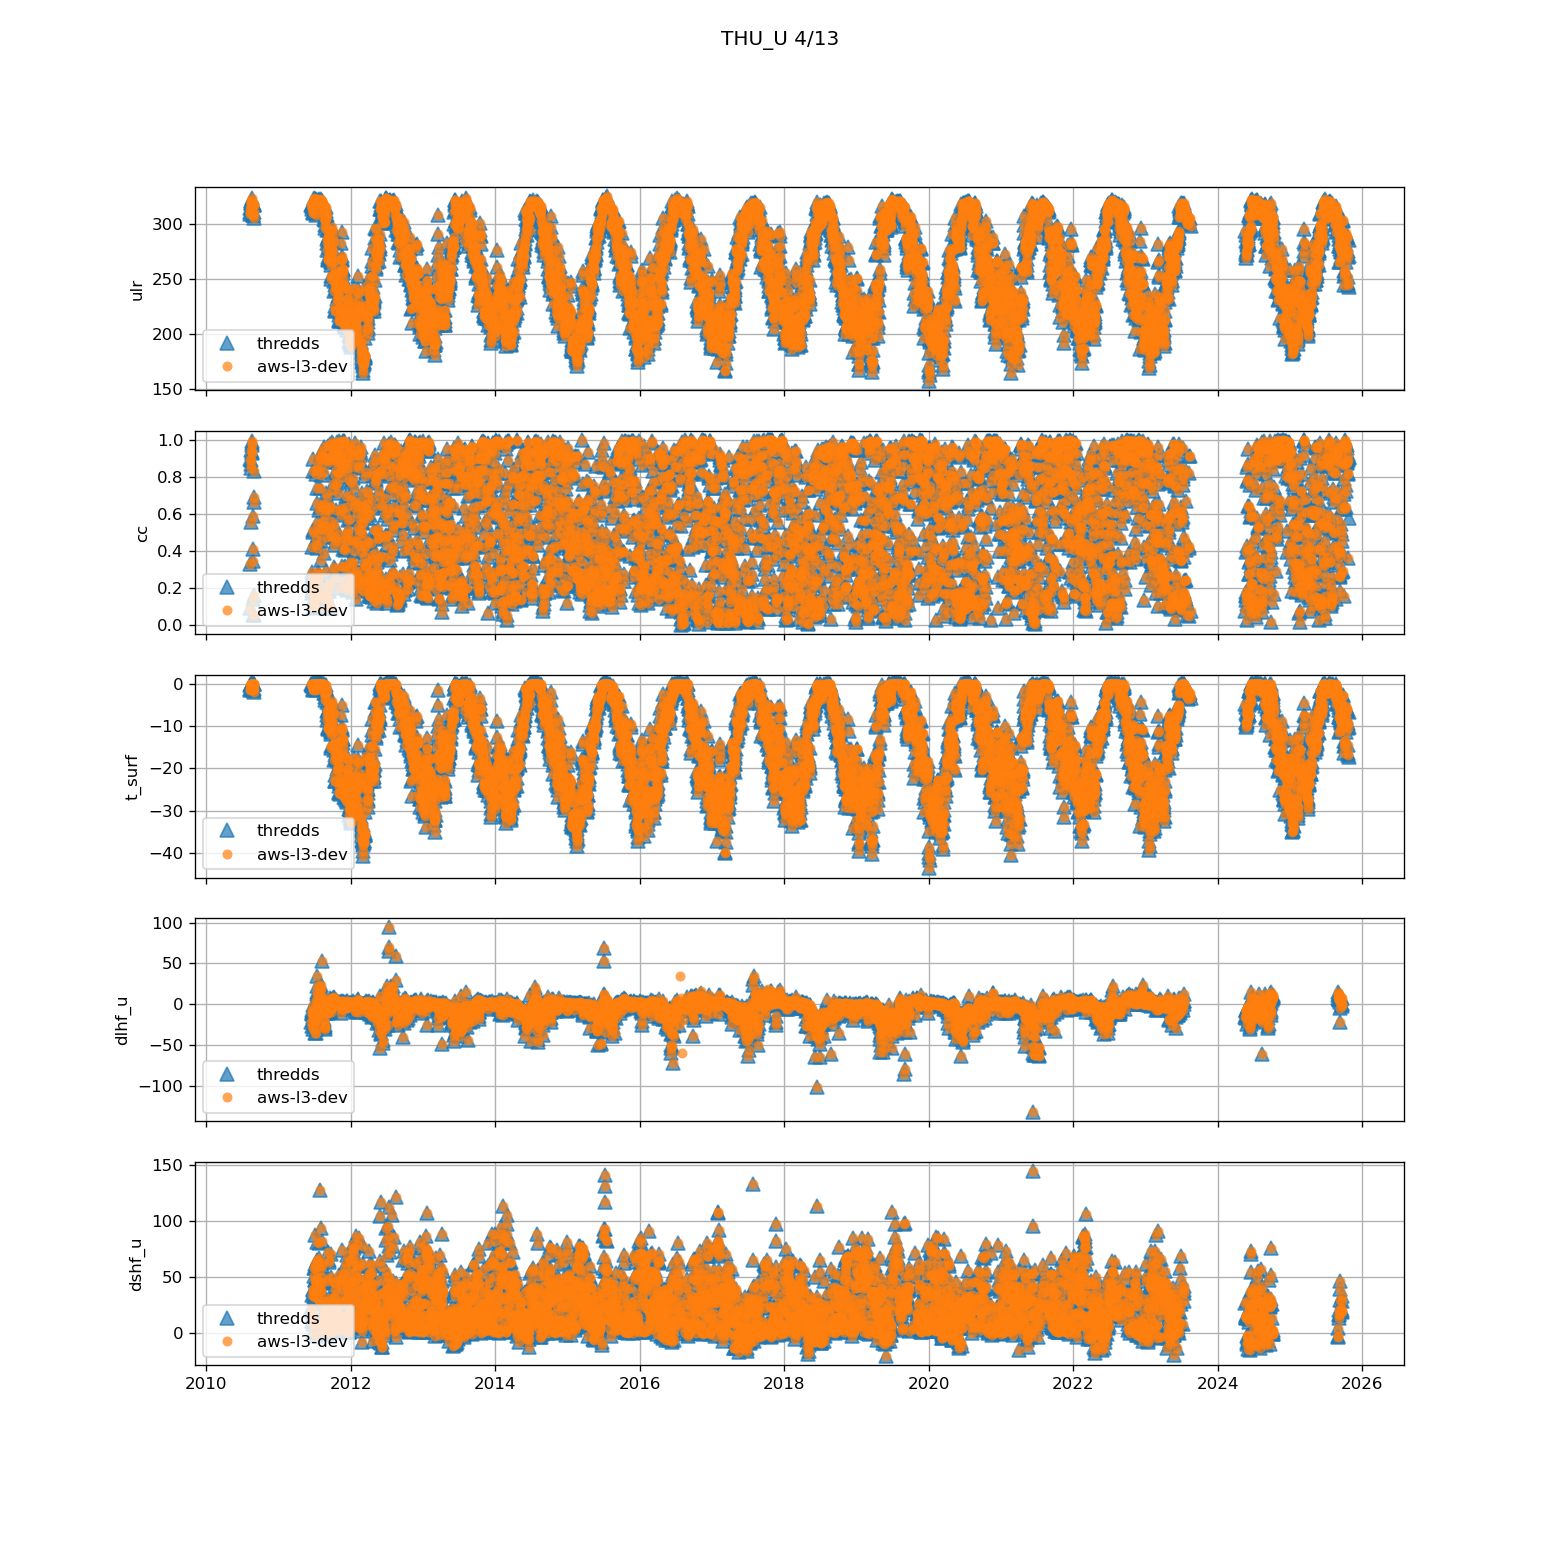 THU_U 4/13
300
250
200
150
ulr
thredds
aws-l3-dev
1.0
0.8
0.6
0.4
0.2
0.0
cc
thredds
aws-l3-dev
0
−10
−20
−30
−40
t_surf
thredds
aws-l3-dev
100
50
0
−50
−100
dlhf_u
thredds
aws-l3-dev
150
100
50
0
dshf_u
thredds
aws-l3-dev
2010 2012 2014 2016 2018 2020 2022 2024 2026